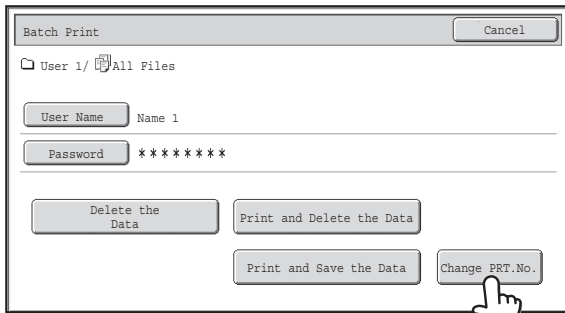 Batch Print
Cancel
User 1/ All Files
User Name
Name 1
Password
********
Delete the
Data
Print and Delete the Data
Print and Save the Data
Change PRT.No.